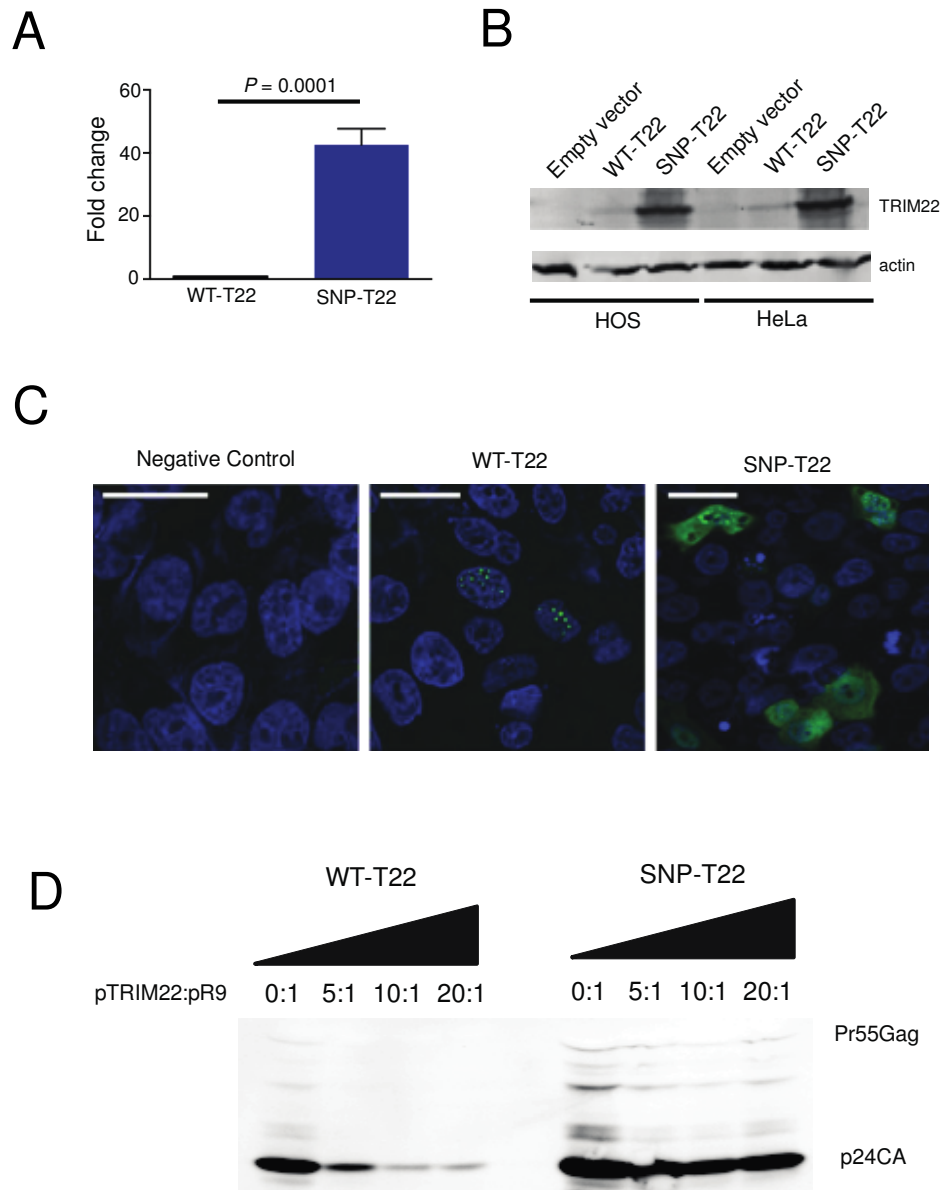 A
P = 0.0001
Fold change
60
40
20
0
WT-T22
SNP-T22
B
Empty vector
WT-T22
SNP-T22
Empty vector
WT-T22
SNP-T22
TRIM22
actin
HOS
HeLa
C
Negative Control
WT-T22
SNP-T22
D
WT-T22
SNP-T22
pTRIM22:pR9
0:1 5:1 10:1 20:1
0:1 5:1 10:1 20:1
Pr55Gag
p24CA